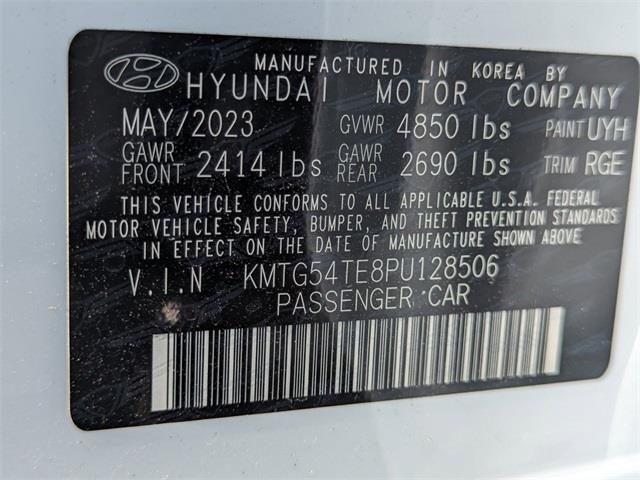 MANUFACTURED IN KOREA BY
HYUNDAI MOTOR COMPANY
MAY/2023 GVWR 4850 lbs PAINT UYH
GAWR FRONT 2414 lbs GAWR REAR 2690 lbs TRIM RGE
THIS VEHICLE CONFORMS TO ALL APPLICABLE U.S.A. FEDERAL
MOTOR VEHICLE SAFETY, BUMPER, AND THEFT PREVENTION STANDARDS
IN EFFECT ON THE DATE OF MANUFACTURE SHOWN ABOVE
V.I.N KMTG54TE8PU128506
PASSENGER CAR